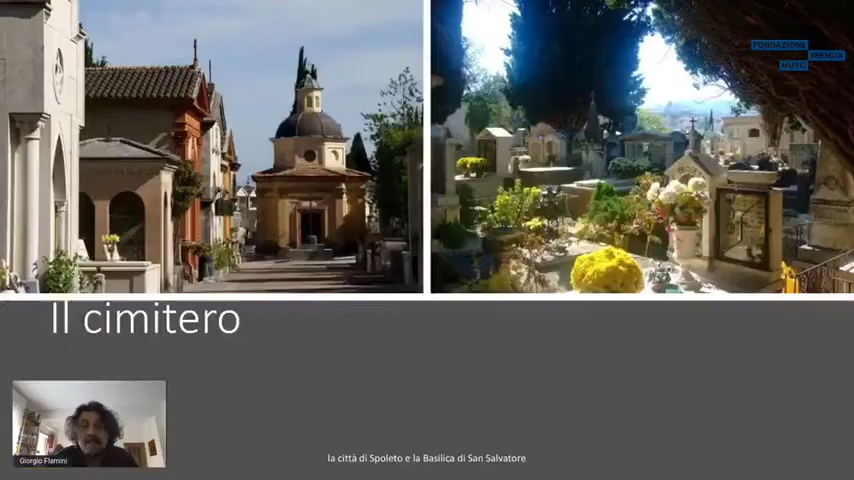 FONDAZIONE
BRESCIA
MUSEI
Il cimitero
Giorgio Flamini
la città di Spoleto e la Basilica di San Salvatore